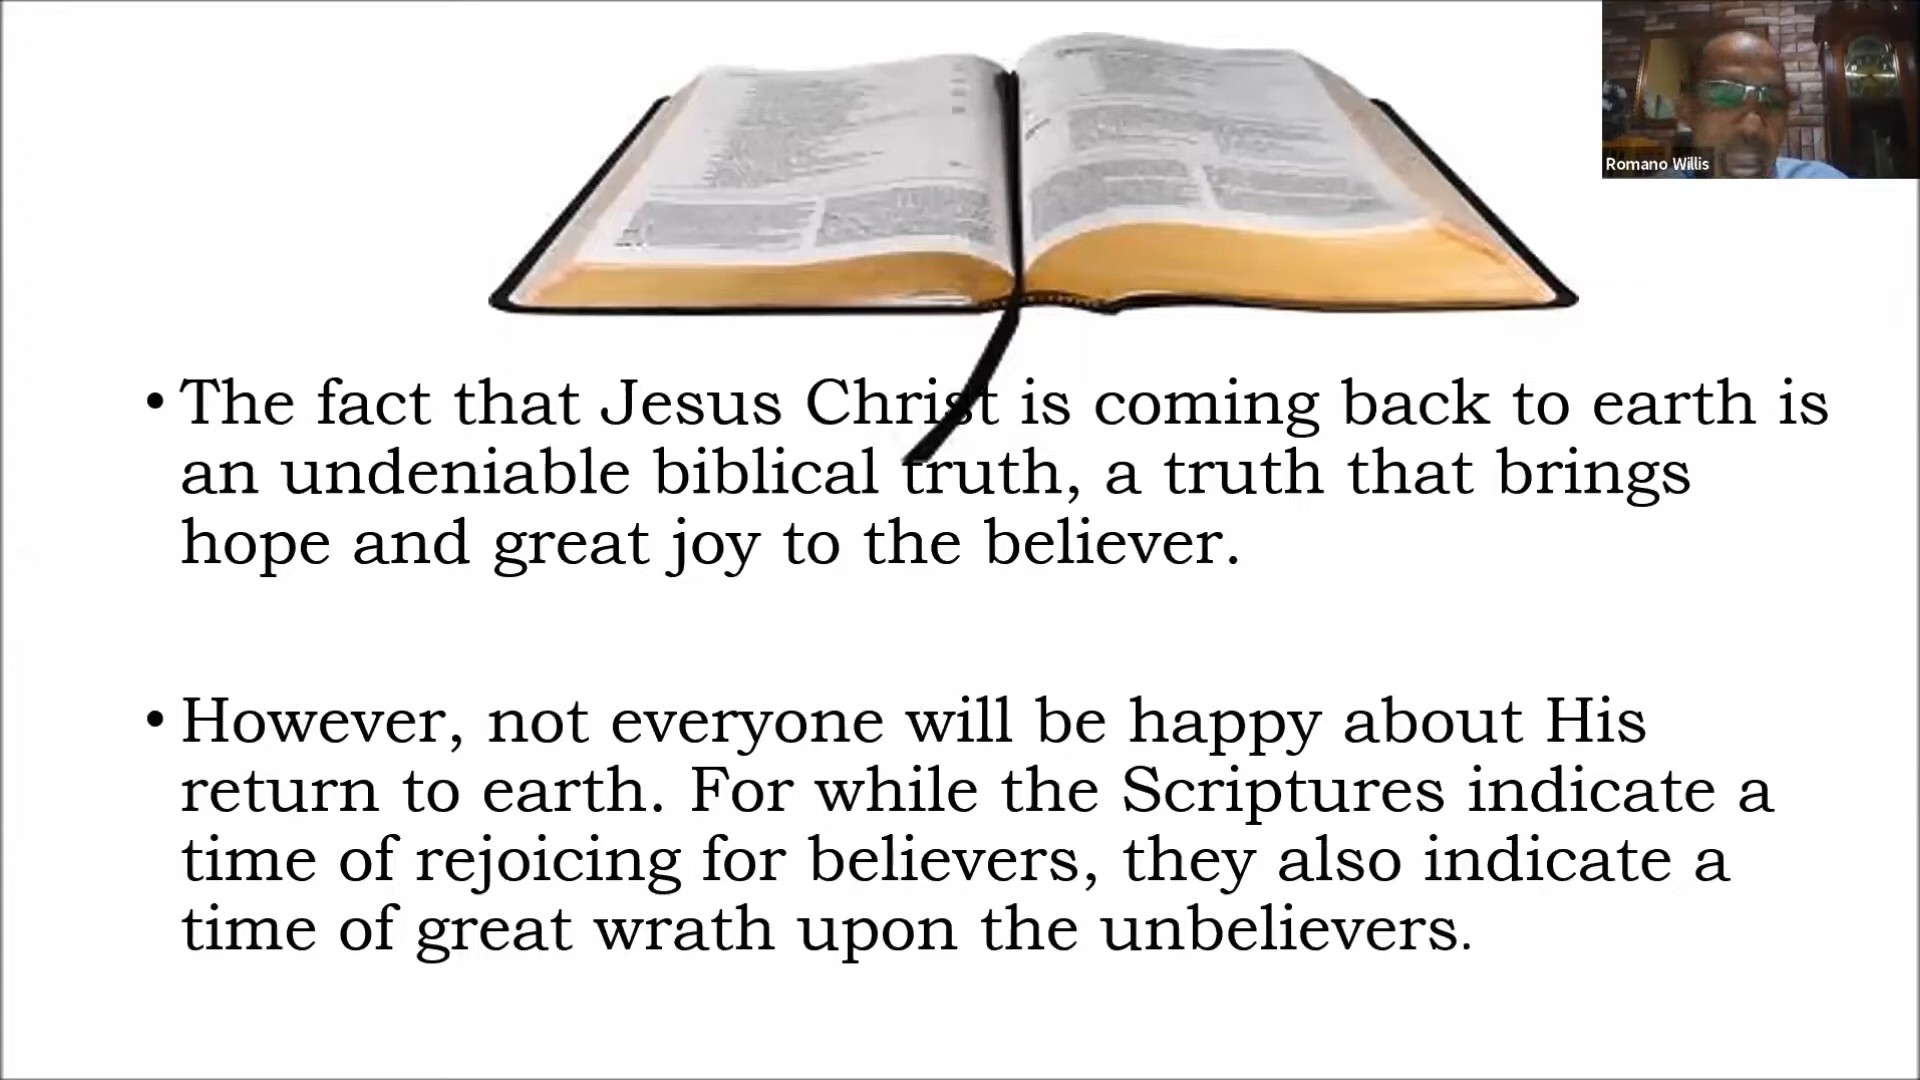 Romano Willis
• The fact that Jesus Christ is coming back to earth is
an undeniable biblical truth, a truth that brings
hope and great joy to the believer.
• However, not everyone will be happy about His
return to earth. For while the Scriptures indicate a
time of rejoicing for believers, they also indicate a
time of great wrath upon the unbelievers.